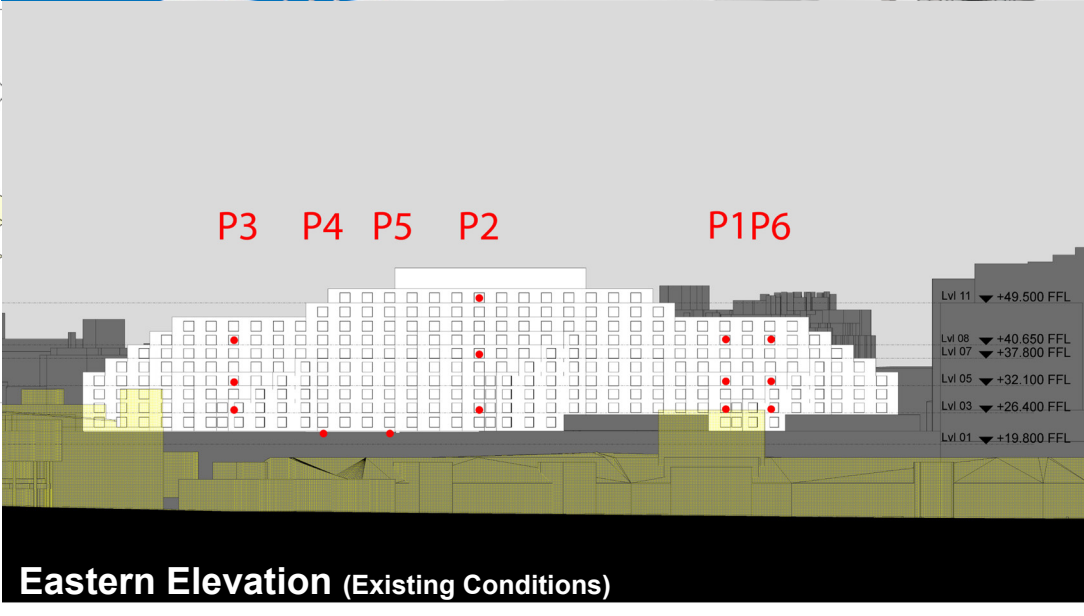 P3 P4 P5 P2 P1 P6
Lvl 11 +49.500 FFL
Lvl 08 +40.650 FFL
Lvl 07 +37.800 FFL
Lvl 05 +32.100 FFL
Lvl 03 +26.400 FFL
Lvl 01 +19.800 FFL
Eastern Elevation (Existing Conditions)